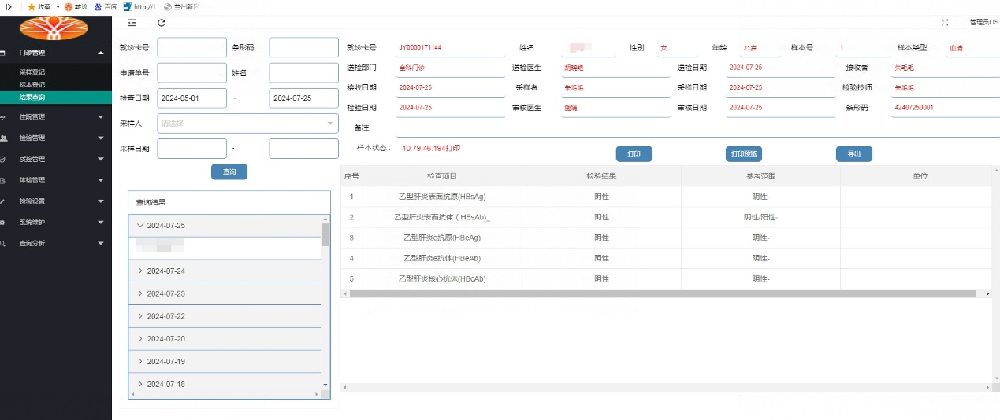 收藏 转诊 百度 http://1 兰州新区
管理员LIS
门诊管理
采样登记
标本登记
结果查询
住院管理
检验管理
质控管理
体检管理
检验设置
系统维护
查询分析
就诊卡号 条形码
申请单号 姓名
检查日期 2024-05-01 ~ 2024-07-25
采样人 请选择
采样日期 ~
查询
查询结果
2024-07-25
2024-07-24
2024-07-23
2024-07-22
2024-07-20
2024-07-19
2024-07-18
就诊卡号 JY0000171144 姓名 性别 女 年龄 21岁 样本号 1 样本类型 血清
送检部门 全科门诊 送检医生 胡晓艳 送检日期 2024-07-25 接收者 朱毛毛
接收日期 2024-07-25 采样者 朱毛毛 采样日期 2024-07-25 检验技师 朱毛毛
检验日期 2024-07-25 审核医生 施娟 审核日期 2024-07-25 条形码 42407250001
备注
样本状态: 10.79.46.194打印 打印 打印预览 导出
序号 检查项目 检验结果 参考范围 单位
1 乙型肝炎表面抗原(HBsAg) 阴性 阴性-
2 乙型肝炎表面抗体(HBsAb)_ 阴性 阴性/阳性-
3 乙型肝炎e抗原(HBeAg) 阴性 阴性-
4 乙型肝炎e抗体(HBeAb) 阴性 阴性-
5 乙型肝炎核心抗体(HBcAb) 阴性 阴性-